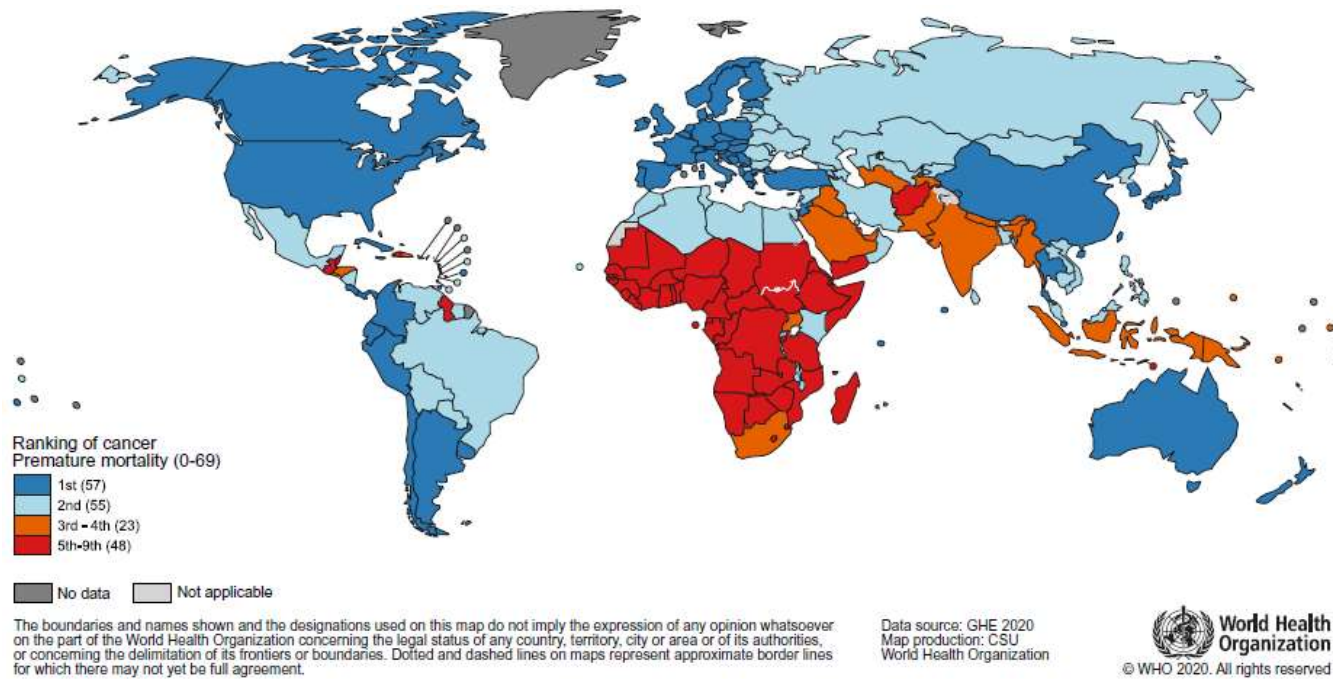 Ranking of cancer
Premature mortality (0-69)
1st (57)
2nd (55)
3rd - 4th (23)
5th-9th (48)
No data
Not applicable
The boundaries and names shown and the designations used on this map do not imply the expression of any opinion whatsoever
on the part of the World Health Organization concerning the legal status of any country, territory, city or area or of its authorities,
or concerning the delimitation of its frontiers or boundaries. Dotted and dashed lines on maps represent approximate border lines
for which there may not yet be full agreement.
Data source: GHE 2020
Map production: CSU
World Health Organization
World Health
Organization
© WHO 2020. All rights reserved